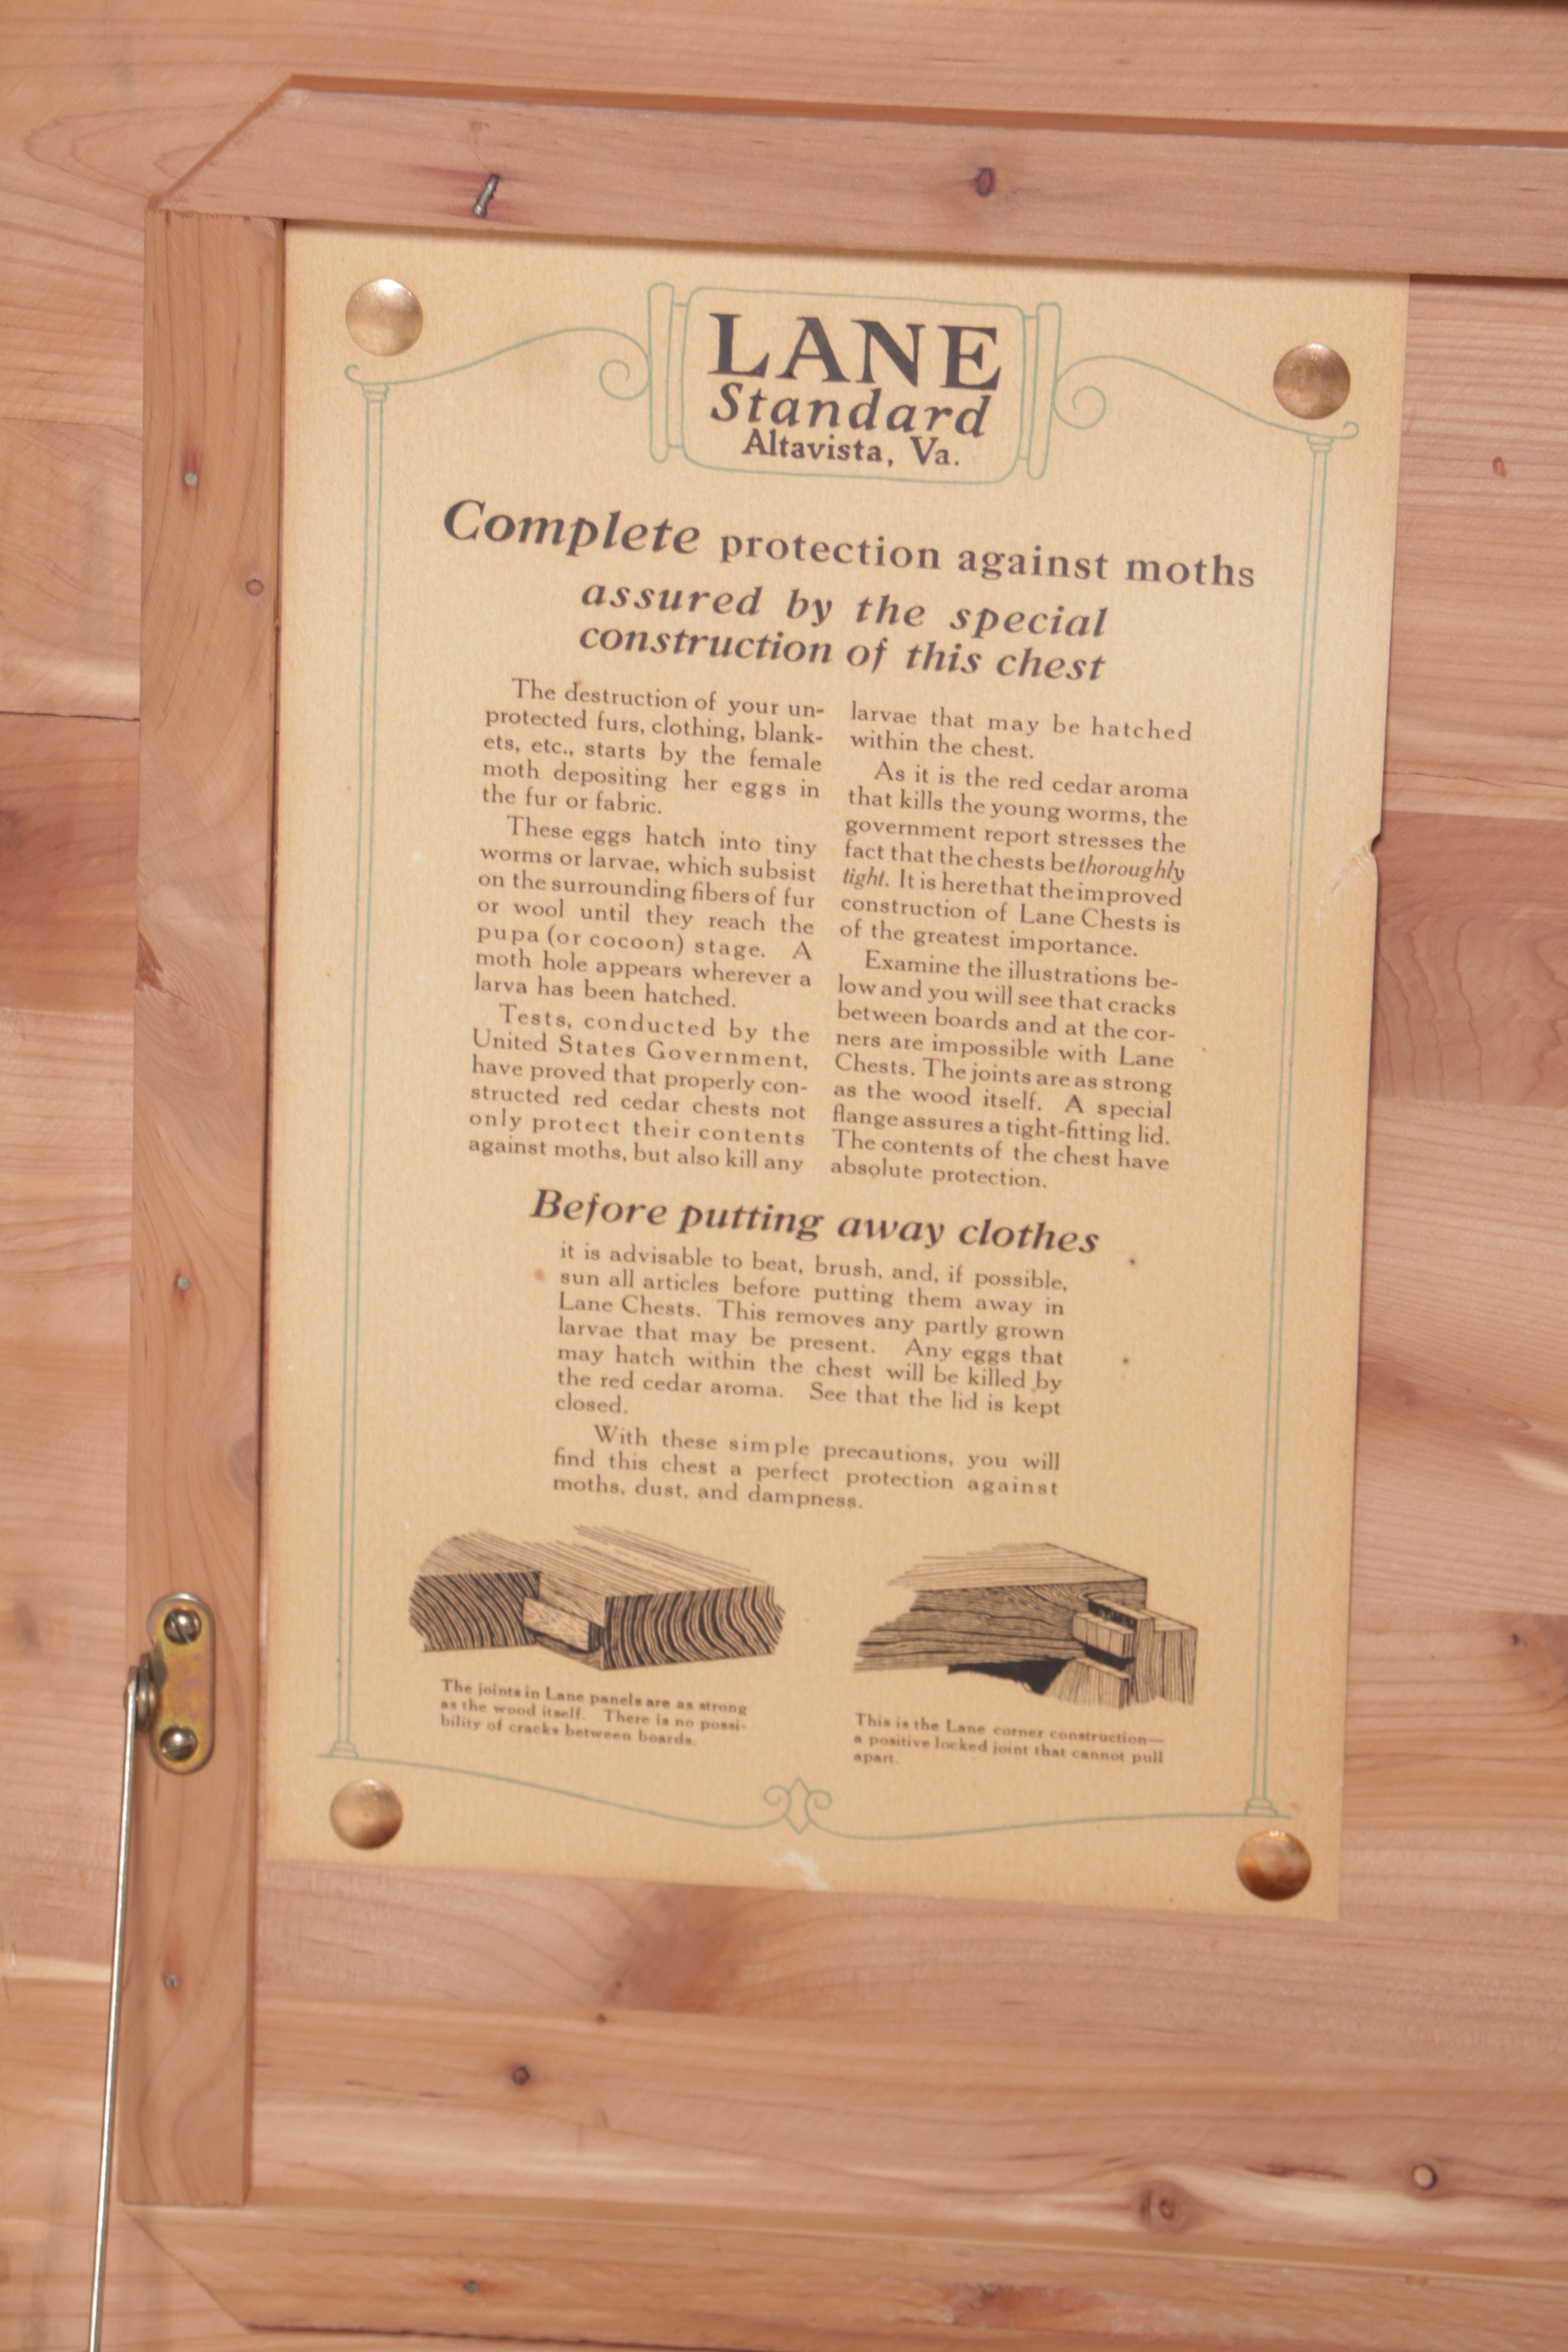 LANE
Standard
Altavista, Va.
Complete protection against moths
assured by the special
construction of this chest
The destruction of your un-
protected furs, clothing, blank-
ets, etc., starts by the female
moth depositing her eggs in
the fur or fabric.
These eggs hatch into tiny
worms or larvae, which subsist
on the surrounding fibers of fur
or wool until they reach the
pupa (or cocoon) stage. A
moth hole appears wherever a
larva has been hatched.
Tests, conducted by the
United States Government,
have proved that properly con-
structed red cedar chests not
only protect their contents
against moths, but also kill any
larvae that may be hatched
within the chest.
As it is the red cedar aroma
that kills the young worms, the
government report stresses the
fact that the chests be thoroughly
tight. It is here that the improved
construction of Lane Chests is
of the greatest importance.
Examine the illustrations be-
low and you will see that cracks
between boards and at the cor-
ners are impossible with Lane
Chests. The joints are as strong
as the wood itself. A special
flange assures a tight-fitting lid.
The contents of the chest have
absolute protection.
Before putting away clothes
it is advisable to beat, brush, and, if possible,
sun all articles before putting them away in
Lane Chests. This removes any partly grown
larvae that may be present. Any eggs that
may hatch within the chest will be killed by
the red cedar aroma. See that the lid is kept
closed.
With these simple precautions, you will
find this chest a perfect protection against
moths, dust, and dampness.
The joints in Lane panels are as strong
as the wood itself. There is no possi-
bility of cracks between boards.
This is the Lane corner construction—
a positive locked joint that cannot pull
apart.